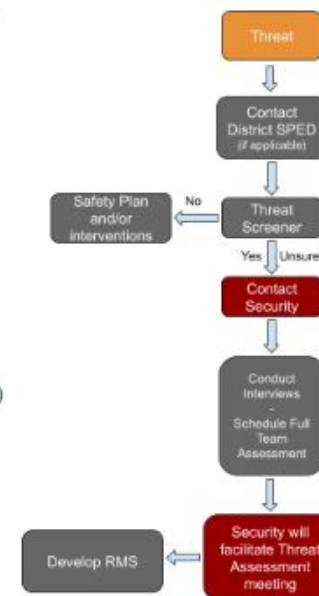 Threat
Contact
District SPED
(if applicable)
Safety Plan
and/or
interventions
No
Threat
Screener
Yes
Unsure
Contact
Security
Conduct
Interviews
-
Schedule Full
Team
Assessment
Security will
facilitate Threat
Assessment
meeting
Develop RMS